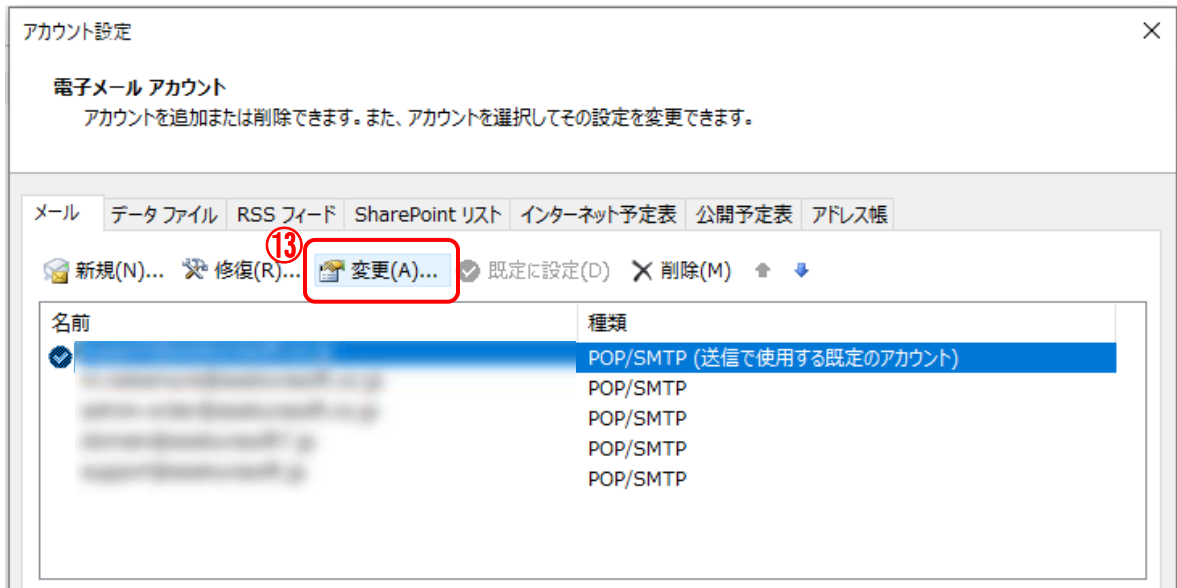 アカウント設定
電子メール アカウント
アカウントを追加または削除できます。また、アカウントを選択してその設定を変更できます。
メール データ ファイル RSS フィード SharePoint リスト インターネット予定表 公開予定表 アドレス帳
⑬
新規(N)... 修復(R)... 変更(A)... 既定に設定(D) 削除(M)
名前 種類
POP/SMTP (送信で使用する既定のアカウント)
POP/SMTP
POP/SMTP
POP/SMTP
POP/SMTP